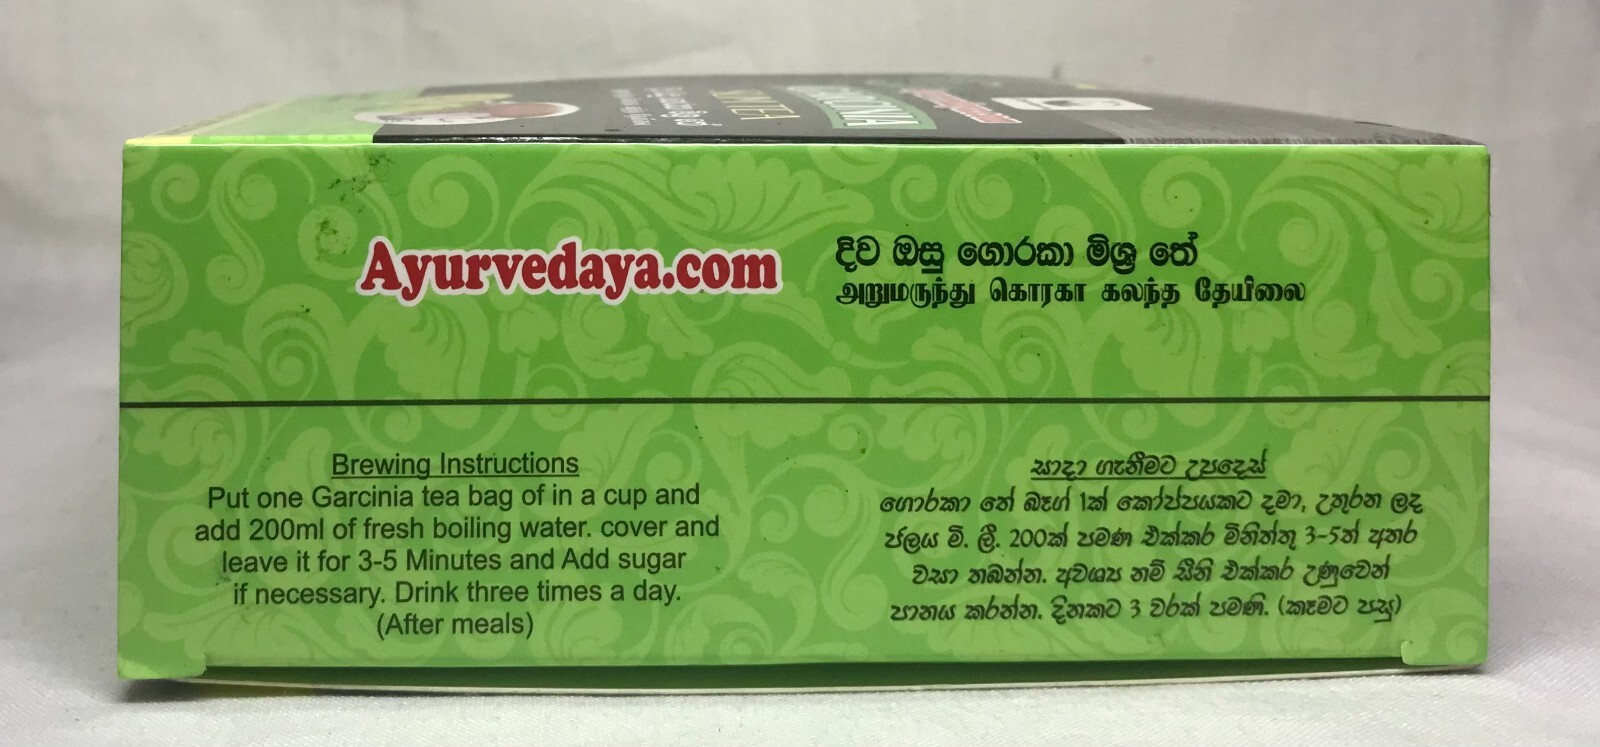 Ayurvedaya.com
දිව ඔසු ගොරකා මිශ්‍ර තේ
அறுமருந்து கொரகா கலந்த தேயிலை
Brewing Instructions
Put one Garcinia tea bag of in a cup and
add 200ml of fresh boiling water. cover and
leave it for 3-5 Minutes and Add sugar
if necessary. Drink three times a day.
(After meals)
සාදා ගැනීමට උපදෙස්
ගොරකා තේ බෑග් 1ක් කෝප්පයකට දමා, උතුරන ලද
ජලය මි. ලී. 200ක් පමණ එක්කර මිනිත්තු 3-5ත් අතර
වසා තබන්න. අවශ්‍ය නම් සීනි එක්කර උණුවෙන්
පානය කරන්න. දිනකට 3 වරක් පමණි. (කෑමට පසු)